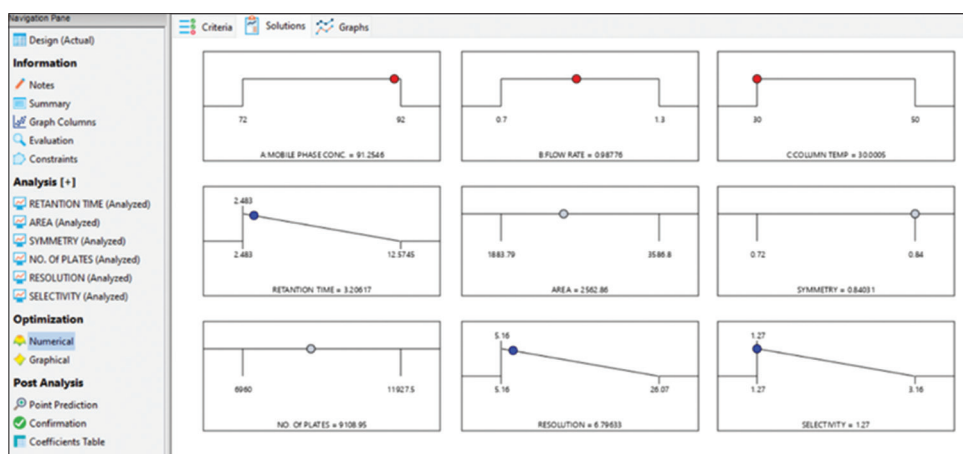 Navigation Pane
Design (Actual)
Information
Notes
Summary
Graph Columns
Evaluation
Constraints
Analysis [+]
RETANTION TIME (Analyzed)
AREA (Analyzed)
SYMMETRY (Analyzed)
NO. Of PLATES (Analyzed)
RESOLUTION (Analyzed)
SELECTIVITY (Analyzed)
Optimization
Numerical
Graphical
Post Analysis
Point Prediction
Confirmation
Coefficients Table
Criteria Solutions Graphs
72 92
A:MOBILE PHASE CONC. = 91.2546
0.7 1.3
B:FLOW RATE = 0.98776
30 50
C:COLUMN TEMP = 30.0005
2.483
2.483 12.5745
RETANTION TIME = 3.20617
1883.79 3586.8
AREA = 2562.86
0.72 0.84
SYMMETRY = 0.84031
6960 11927.5
NO. Of PLATES = 9108.95
5.16
5.16 26.07
RESOLUTION = 6.79633
1.27
1.27 3.16
SELECTIVITY = 1.27